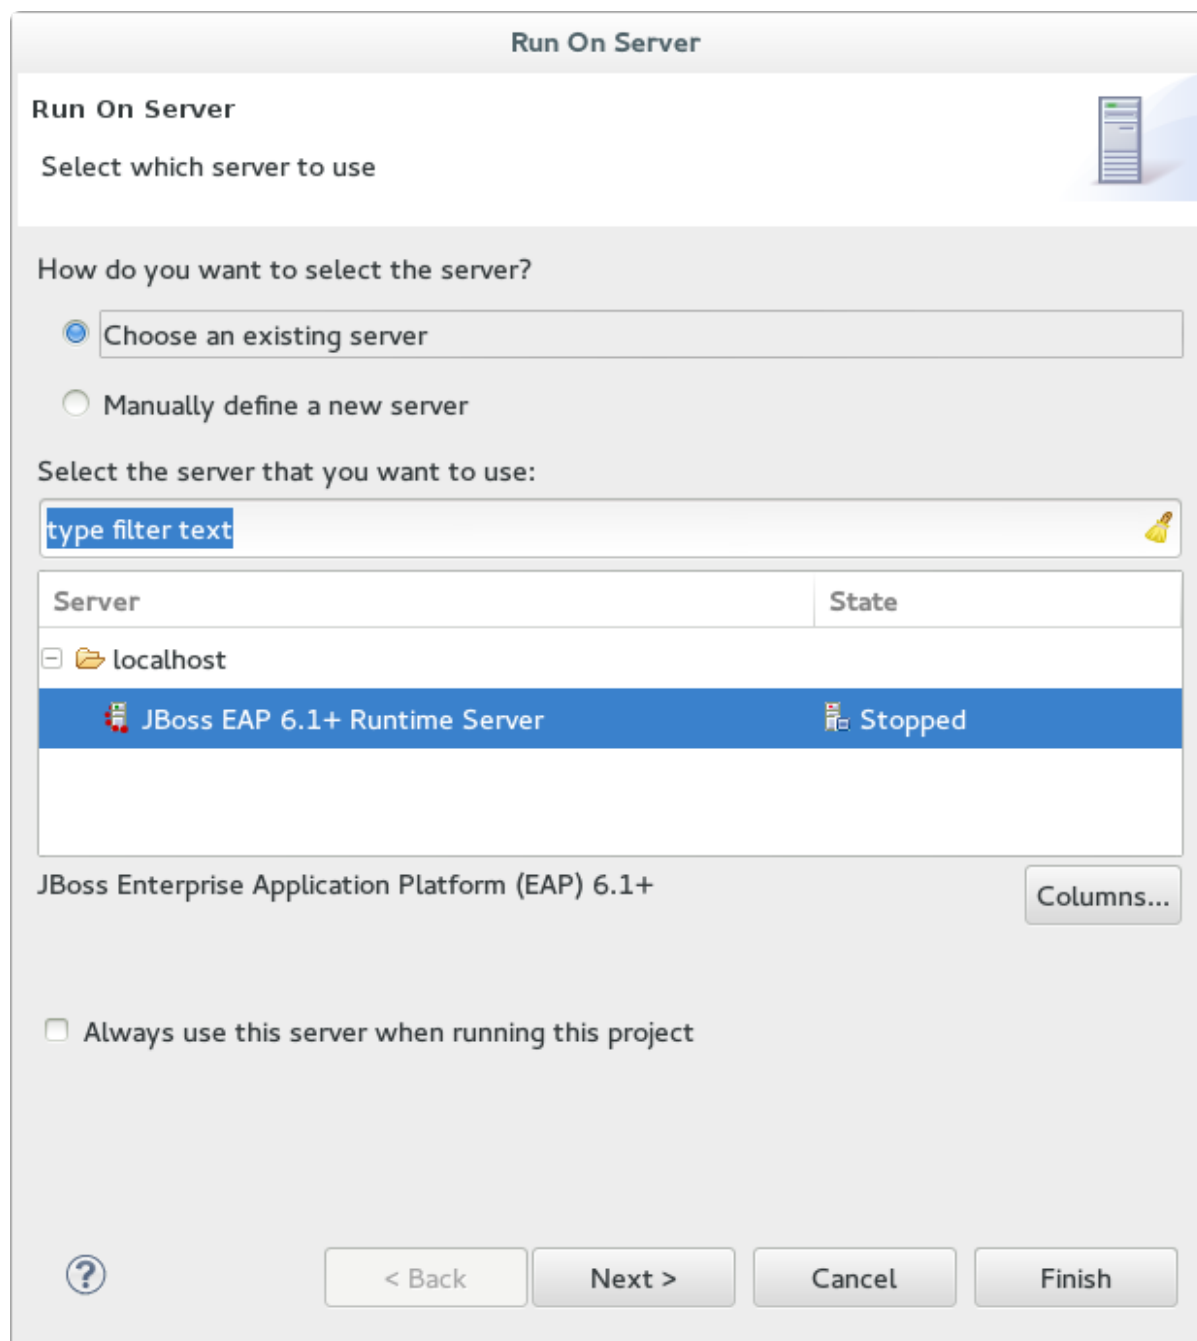 Run On Server
Run On Server
Select which server to use
How do you want to select the server?
Choose an existing server
Manually define a new server
Select the server that you want to use:
type filter text
Server State
localhost
JBoss EAP 6.1+ Runtime Server Stopped
JBoss Enterprise Application Platform (EAP) 6.1+
Columns...
Always use this server when running this project
? < Back Next > Cancel Finish